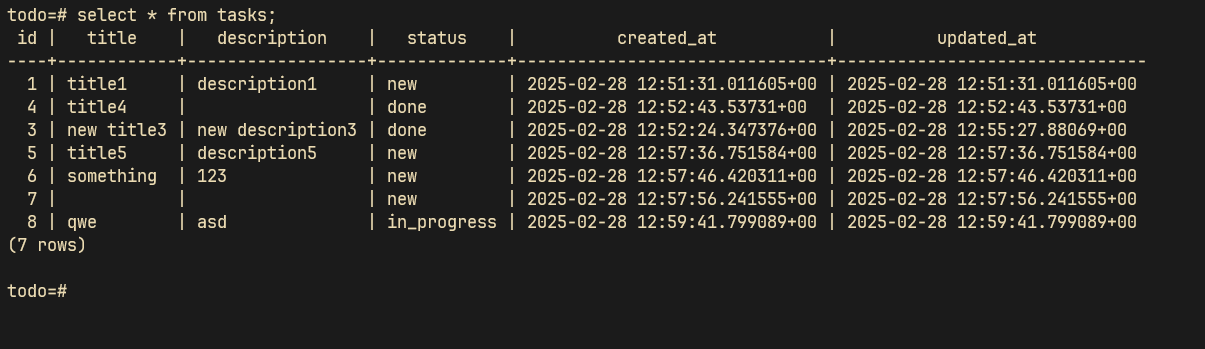 todo=# select * from tasks;
 id |   title    |   description    |   status    |          created_at           |          updated_at
----+------------+------------------+-------------+-------------------------------+-------------------------------
  1 | title1     | description1     | new         | 2025-02-28 12:51:31.011605+00 | 2025-02-28 12:51:31.011605+00
  4 | title4     |                  | done        | 2025-02-28 12:52:43.53731+00  | 2025-02-28 12:52:43.53731+00
  3 | new title3 | new description3 | done        | 2025-02-28 12:52:24.347376+00 | 2025-02-28 12:55:27.88069+00
  5 | title5     | description5     | new         | 2025-02-28 12:57:36.751584+00 | 2025-02-28 12:57:36.751584+00
  6 | something  | 123              | new         | 2025-02-28 12:57:46.420311+00 | 2025-02-28 12:57:46.420311+00
  7 |            |                  | new         | 2025-02-28 12:57:56.241555+00 | 2025-02-28 12:57:56.241555+00
  8 | qwe        | asd              | in_progress | 2025-02-28 12:59:41.799089+00 | 2025-02-28 12:59:41.799089+00
(7 rows)

todo=#